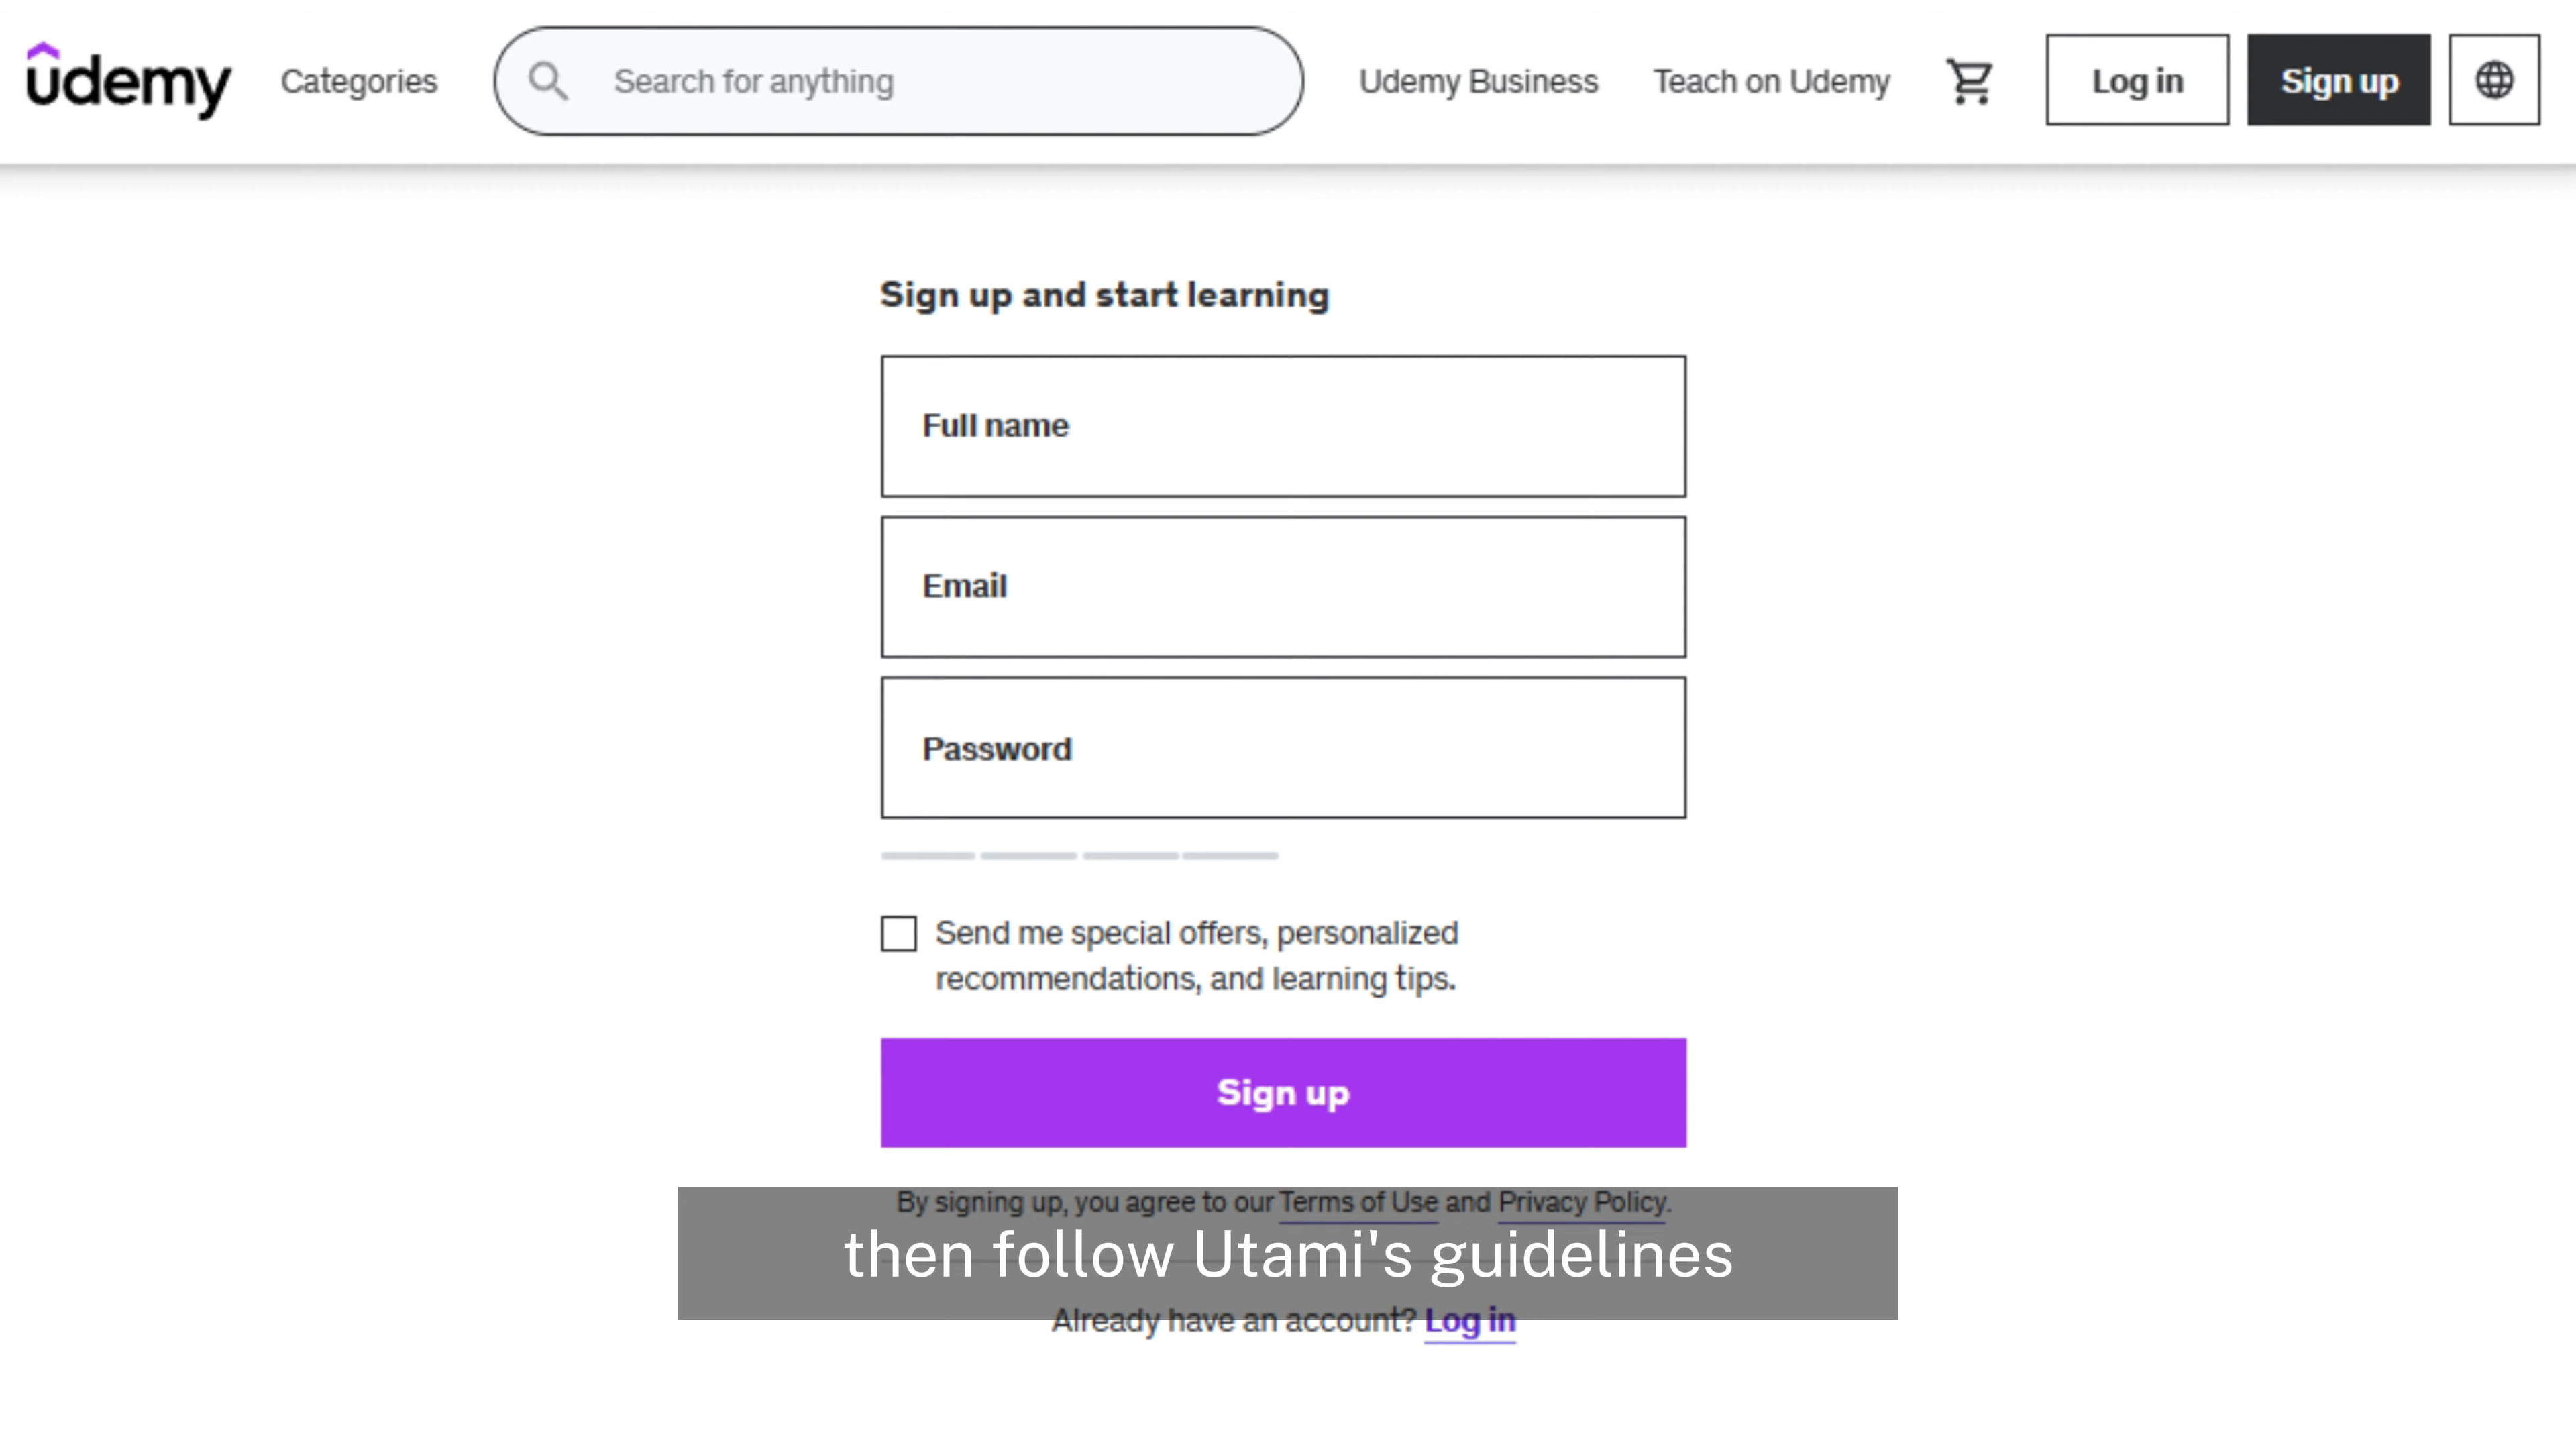 udemy
Categories
Search for anything
Udemy Business
Teach on Udemy
Log in
Sign up
Sign up and start learning
Full name
Email
Password
Send me special offers, personalized
recommendations, and learning tips.
Sign up
By signing up, you agree to our Terms of Use and Privacy Policy.
then follow Utami's guidelines
Already have an account? Log in